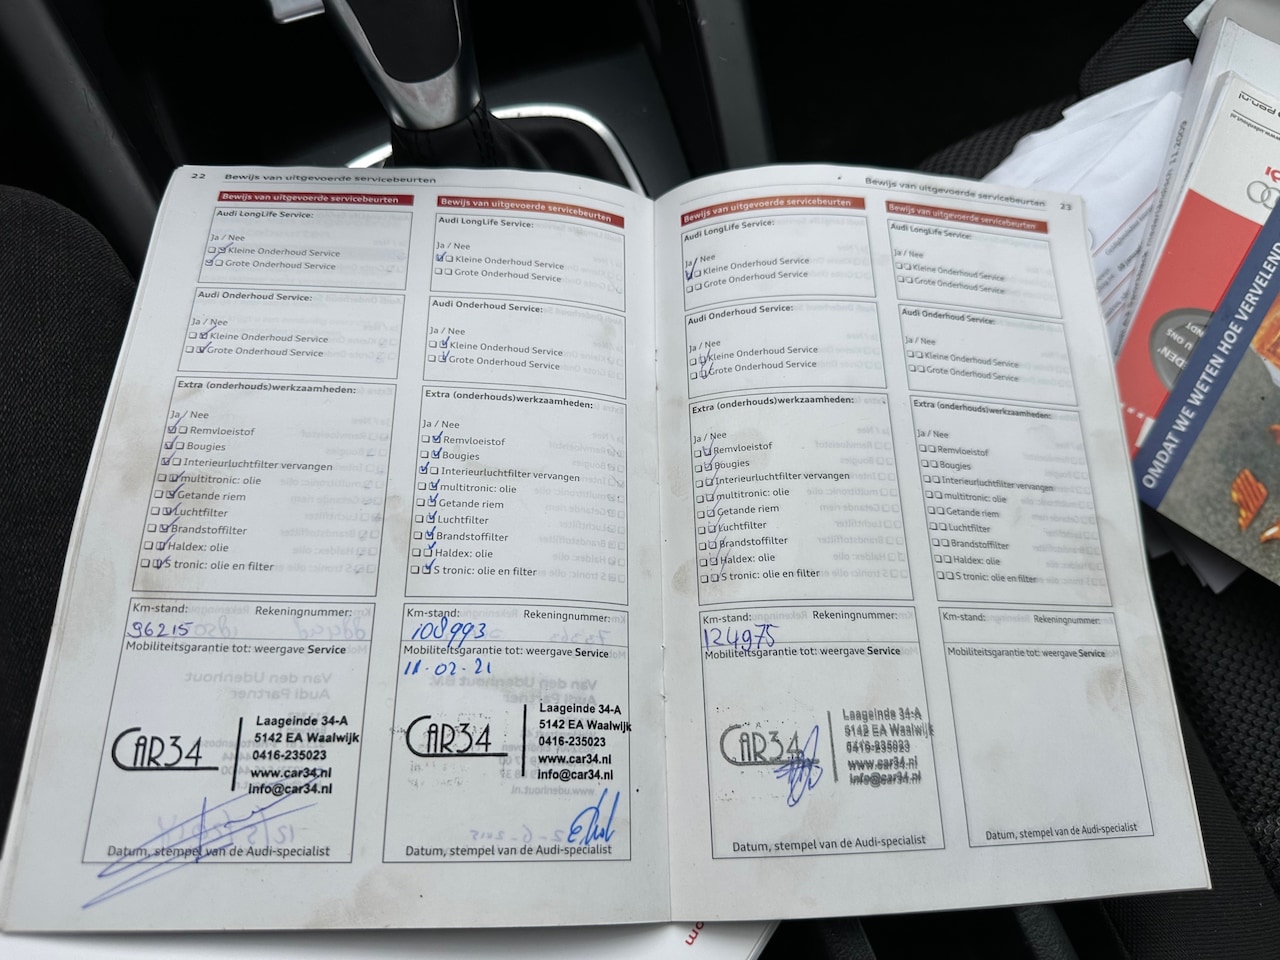 22 Bewijs van uitgevoerde servicebeurten
Bewijs van uitgevoerde servicebeurten
Audi LongLife Service:
Ja / Nee
Kleine Onderhoud Service
Grote Onderhoud Service
Audi Onderhoud Service:
Ja / Nee
Kleine Onderhoud Service
Grote Onderhoud Service
Extra (onderhouds)werkzaamheden:
Ja / Nee
Remvloeistof
Bougies
Interieurluchtfilter vervangen
multitronic: olie
Getande riem
Luchtfilter
Brandstoffilter
Haldex: olie
S tronic: olie en filter
Km-stand: Rekeningnummer:
96215
Mobiliteitsgarantie tot: weergave Service
CAR34
Laageinde 34-A
5142 EA Waalwijk
0416-235023
www.car34.nl
info@car34.nl
Datum, stempel van de Audi-specialist
Bewijs van uitgevoerde servicebeurten
Audi LongLife Service:
Ja / Nee
Kleine Onderhoud Service
Grote Onderhoud Service
Audi Onderhoud Service:
Ja / Nee
Kleine Onderhoud Service
Grote Onderhoud Service
Extra (onderhouds)werkzaamheden:
Ja / Nee
Remvloeistof
Bougies
Interieurluchtfilter vervangen
multitronic: olie
Getande riem
Luchtfilter
Brandstoffilter
Haldex: olie
S tronic: olie en filter
Km-stand: Rekeningnummer:
108993
Mobiliteitsgarantie tot: weergave Service
11-02-21
CAR34
Laageinde 34-A
5142 EA Waalwijk
0416-235023
www.car34.nl
info@car34.nl
Datum, stempel van de Audi-specialist
Bewijs van uitgevoerde servicebeurten 23
Bewijs van uitgevoerde servicebeurten
Audi LongLife Service:
Ja / Nee
Kleine Onderhoud Service
Grote Onderhoud Service
Audi Onderhoud Service:
Ja / Nee
Kleine Onderhoud Service
Grote Onderhoud Service
Extra (onderhouds)werkzaamheden:
Ja / Nee
Remvloeistof
Bougies
Interieurluchtfilter vervangen
multitronic: olie
Getande riem
Luchtfilter
Brandstoffilter
Haldex: olie
S tronic: olie en filter
Km-stand: Rekeningnummer:
124975
Mobiliteitsgarantie tot: weergave Service
CAR34
Laageinde 34-A
5142 EA Waalwijk
0416-235023
www.car34.nl
info@car34.nl
Datum, stempel van de Audi-specialist
Bewijs van uitgevoerde servicebeurten
Audi LongLife Service:
Ja / Nee
Kleine Onderhoud Service
Grote Onderhoud Service
Audi Onderhoud Service:
Ja / Nee
Kleine Onderhoud Service
Grote Onderhoud Service
Extra (onderhouds)werkzaamheden:
Ja / Nee
Remvloeistof
Bougies
Interieurluchtfilter vervangen
multitronic: olie
Getande riem
Luchtfilter
Brandstoffilter
Haldex: olie
S tronic: olie en filter
Km-stand: Rekeningnummer:
Mobiliteitsgarantie tot: weergave Service
Datum, stempel van de Audi-specialist
OMDAT WE WETEN HOE VERVELEND